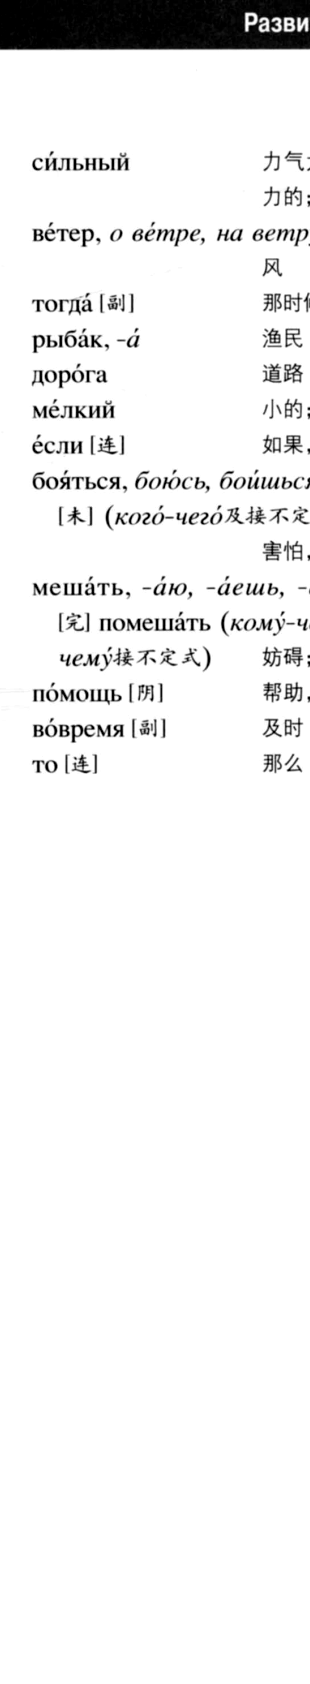 Разви
си́льный 力气
力的；
ве́тер, о ве́тре, на ветру
风
тогда́ [副] 那时
рыба́к, -а́ 渔民
доро́га 道路
ме́лкий 小的；
е́сли [连] 如果，
боя́ться, бою́сь, бои́шься
[未] (кого́-чего́及接不定
害怕，
меша́ть, -а́ю, -а́ешь, -
[完] помеша́ть (кому́-ч
чему́接不定式) 妨碍；
по́мощь [阴] 帮助，
во́время [副] 及时
то [连] 那么